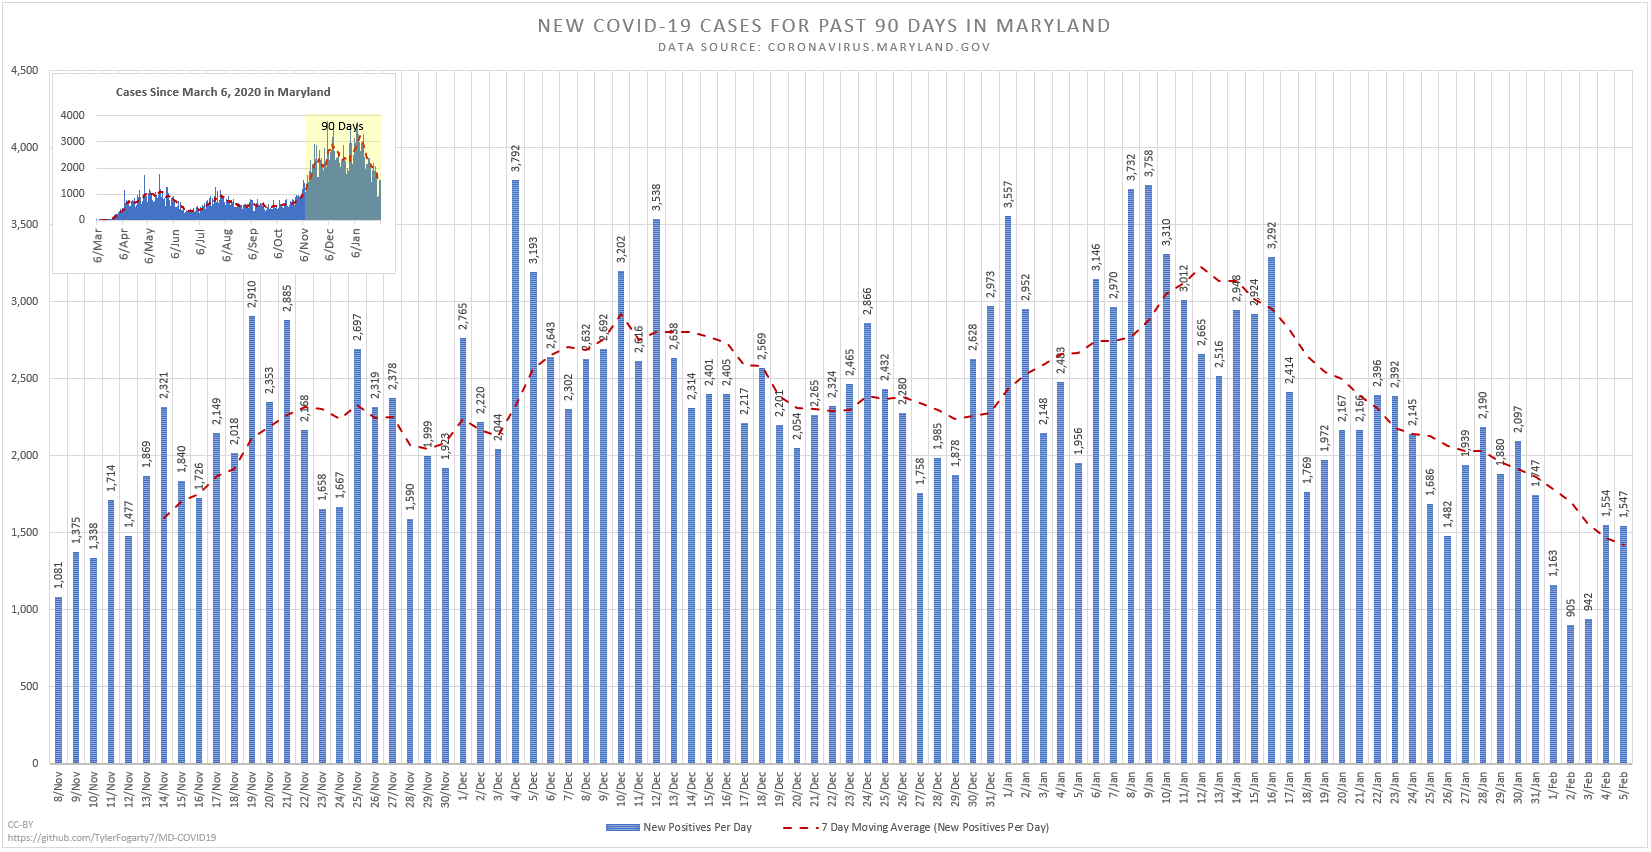 NEW COVID-19 CASES FOR PAST 90 DAYS IN MARYLAND
DATA SOURCE: CORONAVIRUS.MARYLAND.GOV
4,500
4,000
3,500
3,000
2,500
2,000
1,500
1,000
500
0
Cases Since March 6, 2020 in Maryland
90 Days
4000
3000
2000
1000
0
6/Mar
6/Apr
6/May
6/Jun
6/Jul
6/Aug
6/Sep
6/Oct
6/Nov
6/Dec
6/Jan
1,081
1,375
1,338
1,714
1,477
1,869
2,321
1,840
1,726
2,149
2,018
2,910
2,353
2,885
2,168
1,658
1,667
2,697
2,319
2,378
1,590
1,999
1,923
2,765
2,220
2,044
3,792
3,193
2,643
2,302
2,632
2,692
3,202
2,616
3,538
2,638
2,314
2,401
2,405
2,217
2,569
2,201
2,054
2,265
2,324
2,465
2,866
2,432
2,280
1,758
1,985
1,878
2,628
2,973
3,557
2,952
2,148
2,483
1,956
3,146
2,970
3,732
3,758
3,310
3,012
2,665
2,516
2,948
2,924
3,292
2,414
1,769
1,972
2,167
2,166
2,396
2,392
2,145
1,686
1,482
1,939
2,190
1,880
2,097
1,747
1,163
905
942
1,554
1,547
8/Nov
9/Nov
10/Nov
11/Nov
12/Nov
13/Nov
14/Nov
15/Nov
16/Nov
17/Nov
18/Nov
19/Nov
20/Nov
21/Nov
22/Nov
23/Nov
24/Nov
25/Nov
26/Nov
27/Nov
28/Nov
29/Nov
30/Nov
1/Dec
2/Dec
3/Dec
4/Dec
5/Dec
6/Dec
7/Dec
8/Dec
9/Dec
10/Dec
11/Dec
12/Dec
13/Dec
14/Dec
15/Dec
16/Dec
17/Dec
18/Dec
19/Dec
20/Dec
21/Dec
22/Dec
23/Dec
24/Dec
25/Dec
26/Dec
27/Dec
28/Dec
29/Dec
30/Dec
31/Dec
1/Jan
2/Jan
3/Jan
4/Jan
5/Jan
6/Jan
7/Jan
8/Jan
9/Jan
10/Jan
11/Jan
12/Jan
13/Jan
14/Jan
15/Jan
16/Jan
17/Jan
18/Jan
19/Jan
20/Jan
21/Jan
22/Jan
23/Jan
24/Jan
25/Jan
26/Jan
27/Jan
28/Jan
29/Jan
30/Jan
31/Jan
1/Feb
2/Feb
3/Feb
4/Feb
5/Feb
New Positives Per Day
7 Day Moving Average (New Positives Per Day)
CC-BY
https://github.com/TylerFogarty7/MD-COVID19